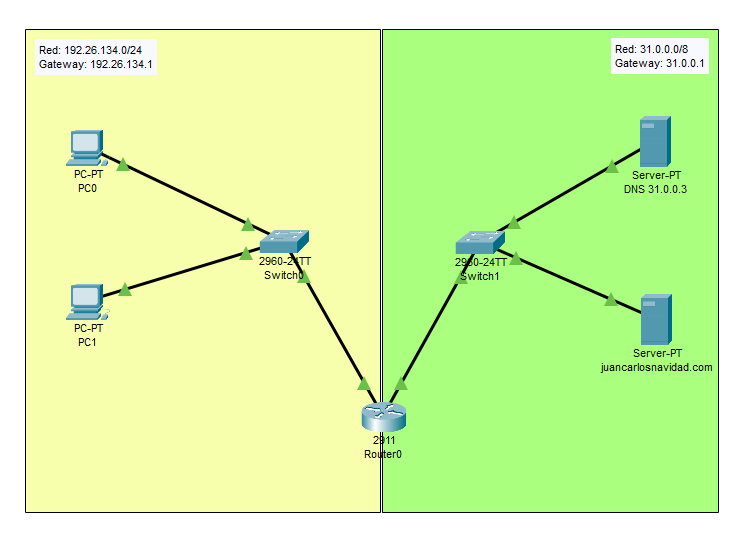 Red: 192.26.134.0/24
Gateway: 192.26.134.1
Red: 31.0.0.0/8
Gateway: 31.0.0.1
PC-PT
PC0
Server-PT
DNS 31.0.0.3
2960-24TT
Switch0
2960-24TT
Switch1
PC-PT
PC1
Server-PT
juancarlosnavidad.com
2911
Router0